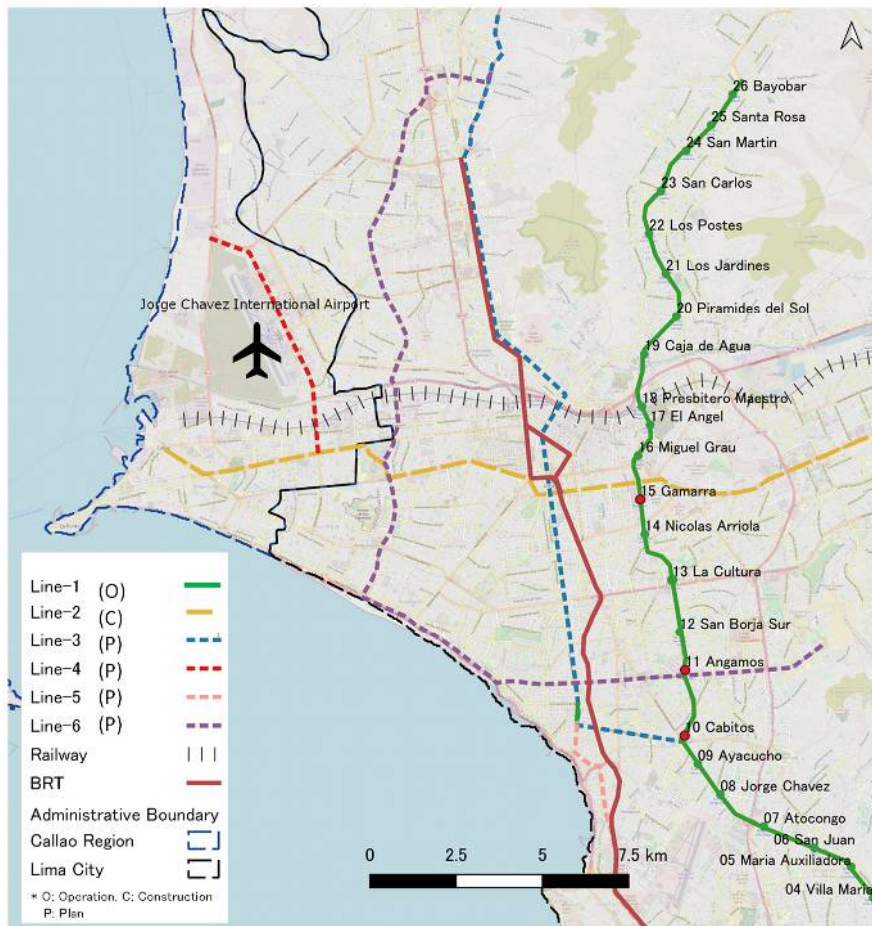 26 Bayobar
25 Santa Rosa
24 San Martin
23 San Carlos
22 Los Postes
21 Los Jardines
Jorge Chavez International Airport
20 Piramides del Sol
19 Caja de Agua
18 Presbitero Maestro
17 El Angel
16 Miguel Grau
15 Gamarra
14 Nicolas Arriola
13 La Cultura
12 San Borja Sur
11 Angamos
10 Cabitos
09 Ayacucho
08 Jorge Chavez
07 Atocongo
06 San Juan
05 Maria Auxiliadora
04 Villa Maria
Line-1 (O)
Line-2 (C)
Line-3 (P)
Line-4 (P)
Line-5 (P)
Line-6 (P)
Railway
BRT
Administrative Boundary
Callao Region
Lima City
* O: Operation, C: Construction
P: Plan
0 2.5 5 7.5 km